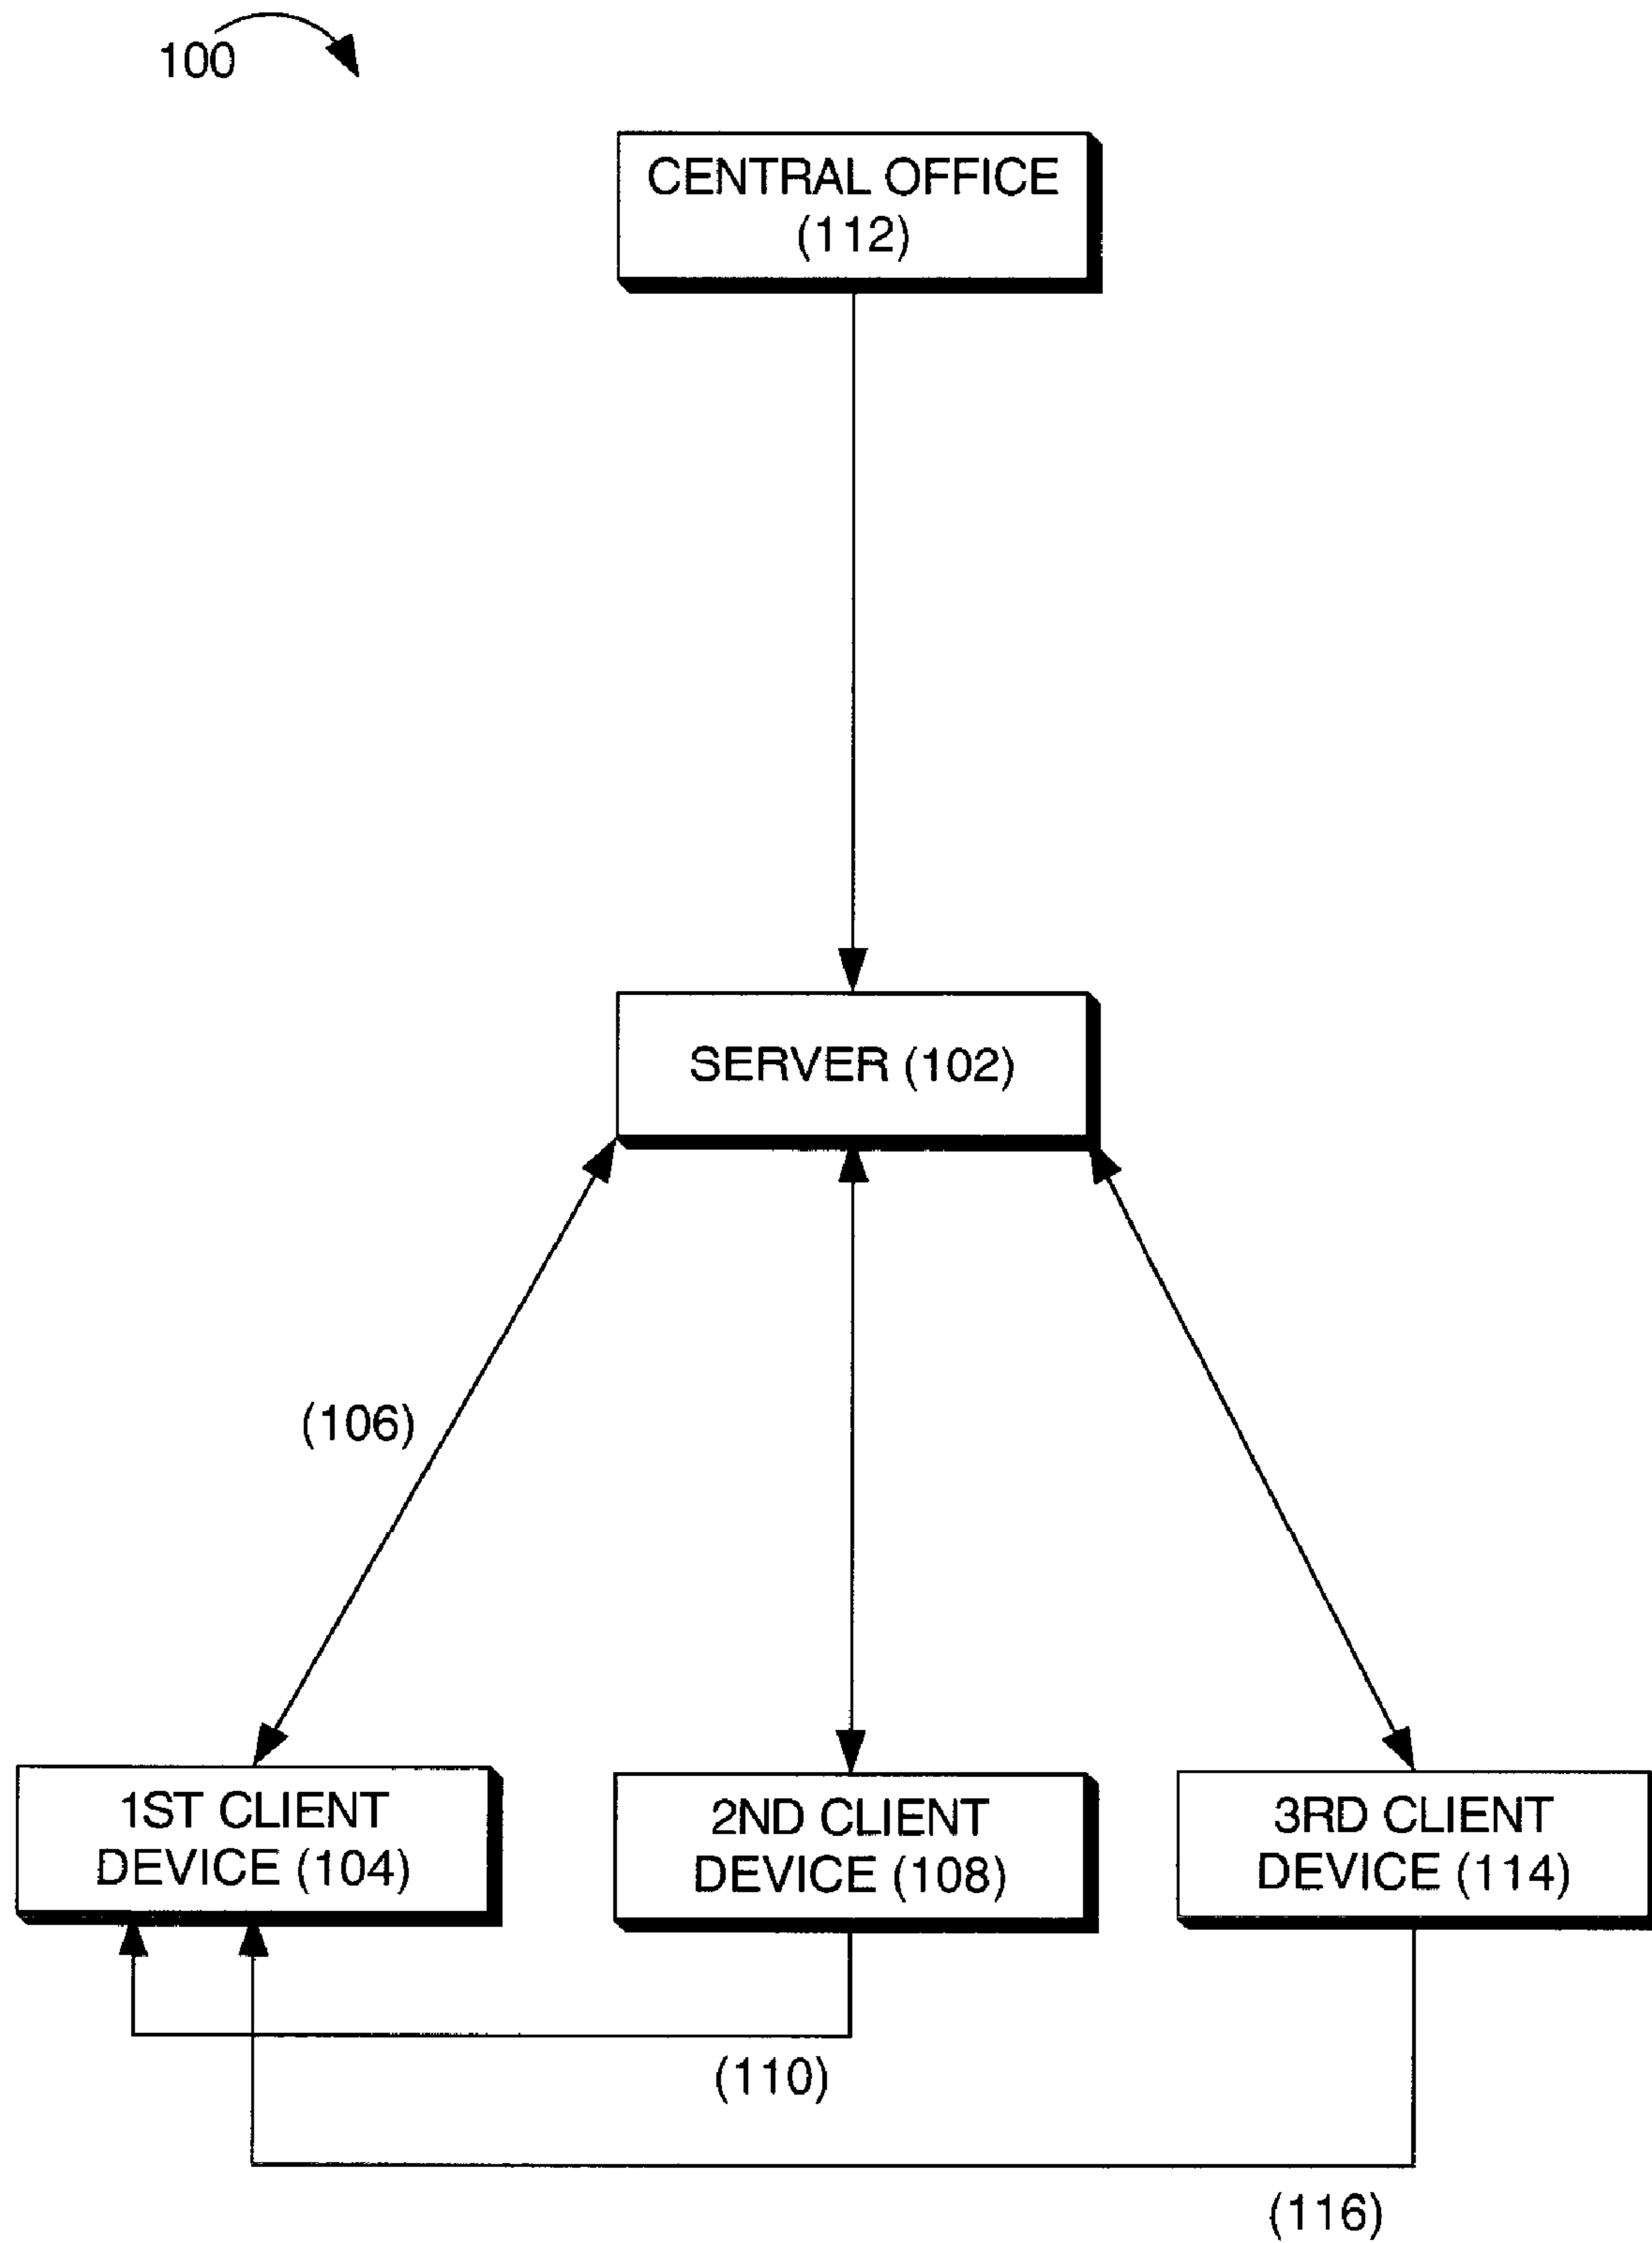 100
CENTRAL OFFICE
(112)
SERVER (102)
(106)
1ST CLIENT
DEVICE (104)
2ND CLIENT
DEVICE (108)
3RD CLIENT
DEVICE (114)
(110)
(116)